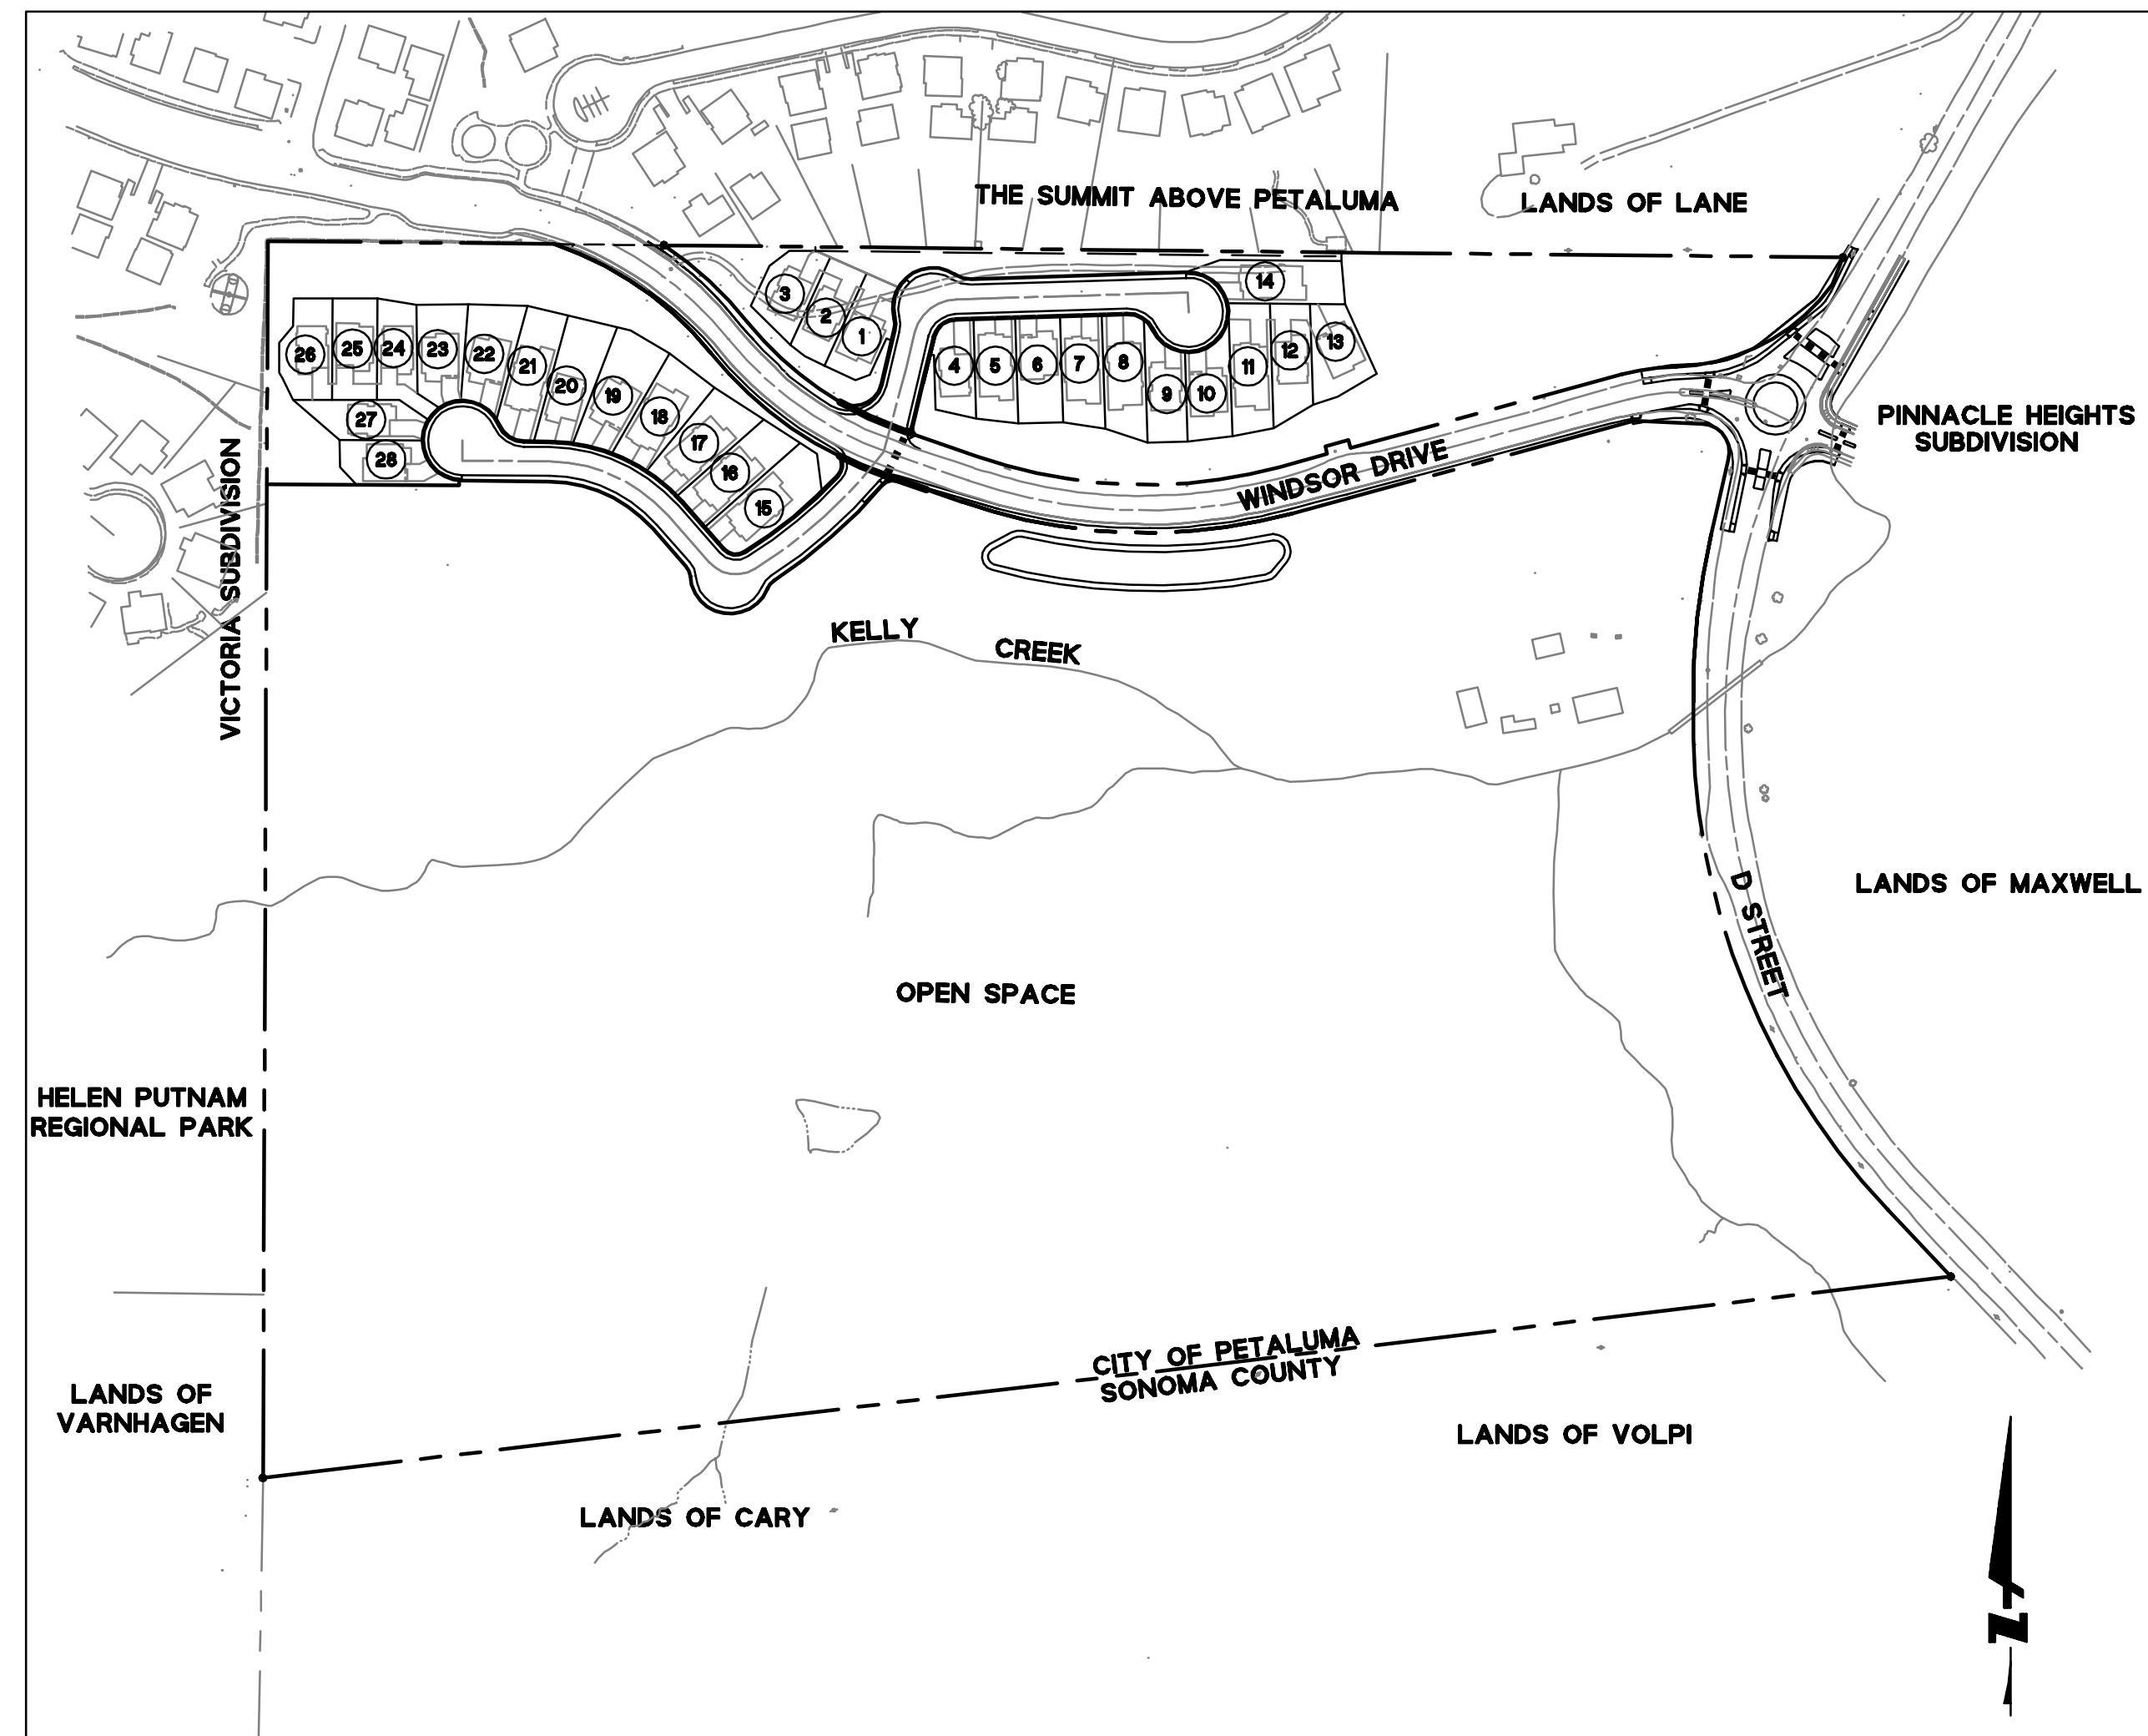 THE SUMMIT ABOVE PETALUMA
LANDS OF LANE
14
3
2
1
13
12
26
25
24
23
22
21
20
19
18
17
16
15
4
5
6
7
8
9
10
11
27
28
PINNACLE HEIGHTS
SUBDIVISION
WINDSOR DRIVE
VICTORIA SUBDIVISION
KELLY
CREEK
LANDS OF MAXWELL
D STREET
OPEN SPACE
HELEN PUTNAM
REGIONAL PARK
CITY OF PETALUMA
SONOMA COUNTY
LANDS OF
VARNHAGEN
LANDS OF VOLPI
LANDS OF CARY
Z